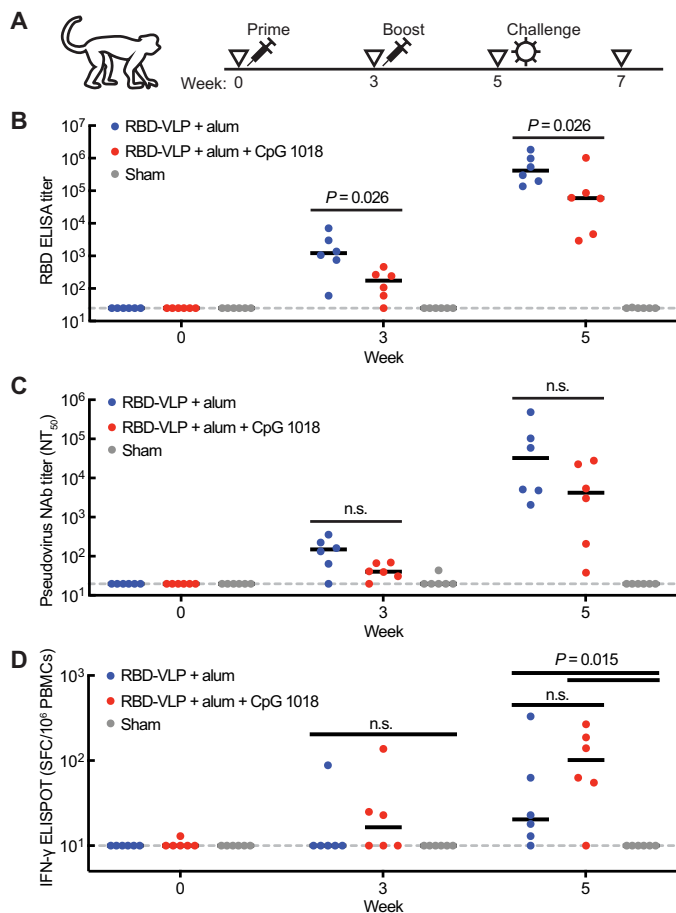 A
Prime
Boost
Challenge
Week:
0
3
5
7
B
RBD ELISA titer
10⁷
10⁶
10⁵
10⁴
10³
10²
10¹
RBD-VLP + alum
RBD-VLP + alum + CpG 1018
Sham
P = 0.026
P = 0.026
0
3
5
Week
C
Pseudovirus NAb titer (NT₅₀)
10⁶
10⁵
10⁴
10³
10²
10¹
RBD-VLP + alum
RBD-VLP + alum + CpG 1018
Sham
n.s.
n.s.
0
3
5
Week
D
IFN-γ ELISPOT (SFC/10⁶ PBMCs)
10³
10²
10¹
RBD-VLP + alum
RBD-VLP + alum + CpG 1018
Sham
n.s.
P = 0.015
n.s.
0
3
5
Week